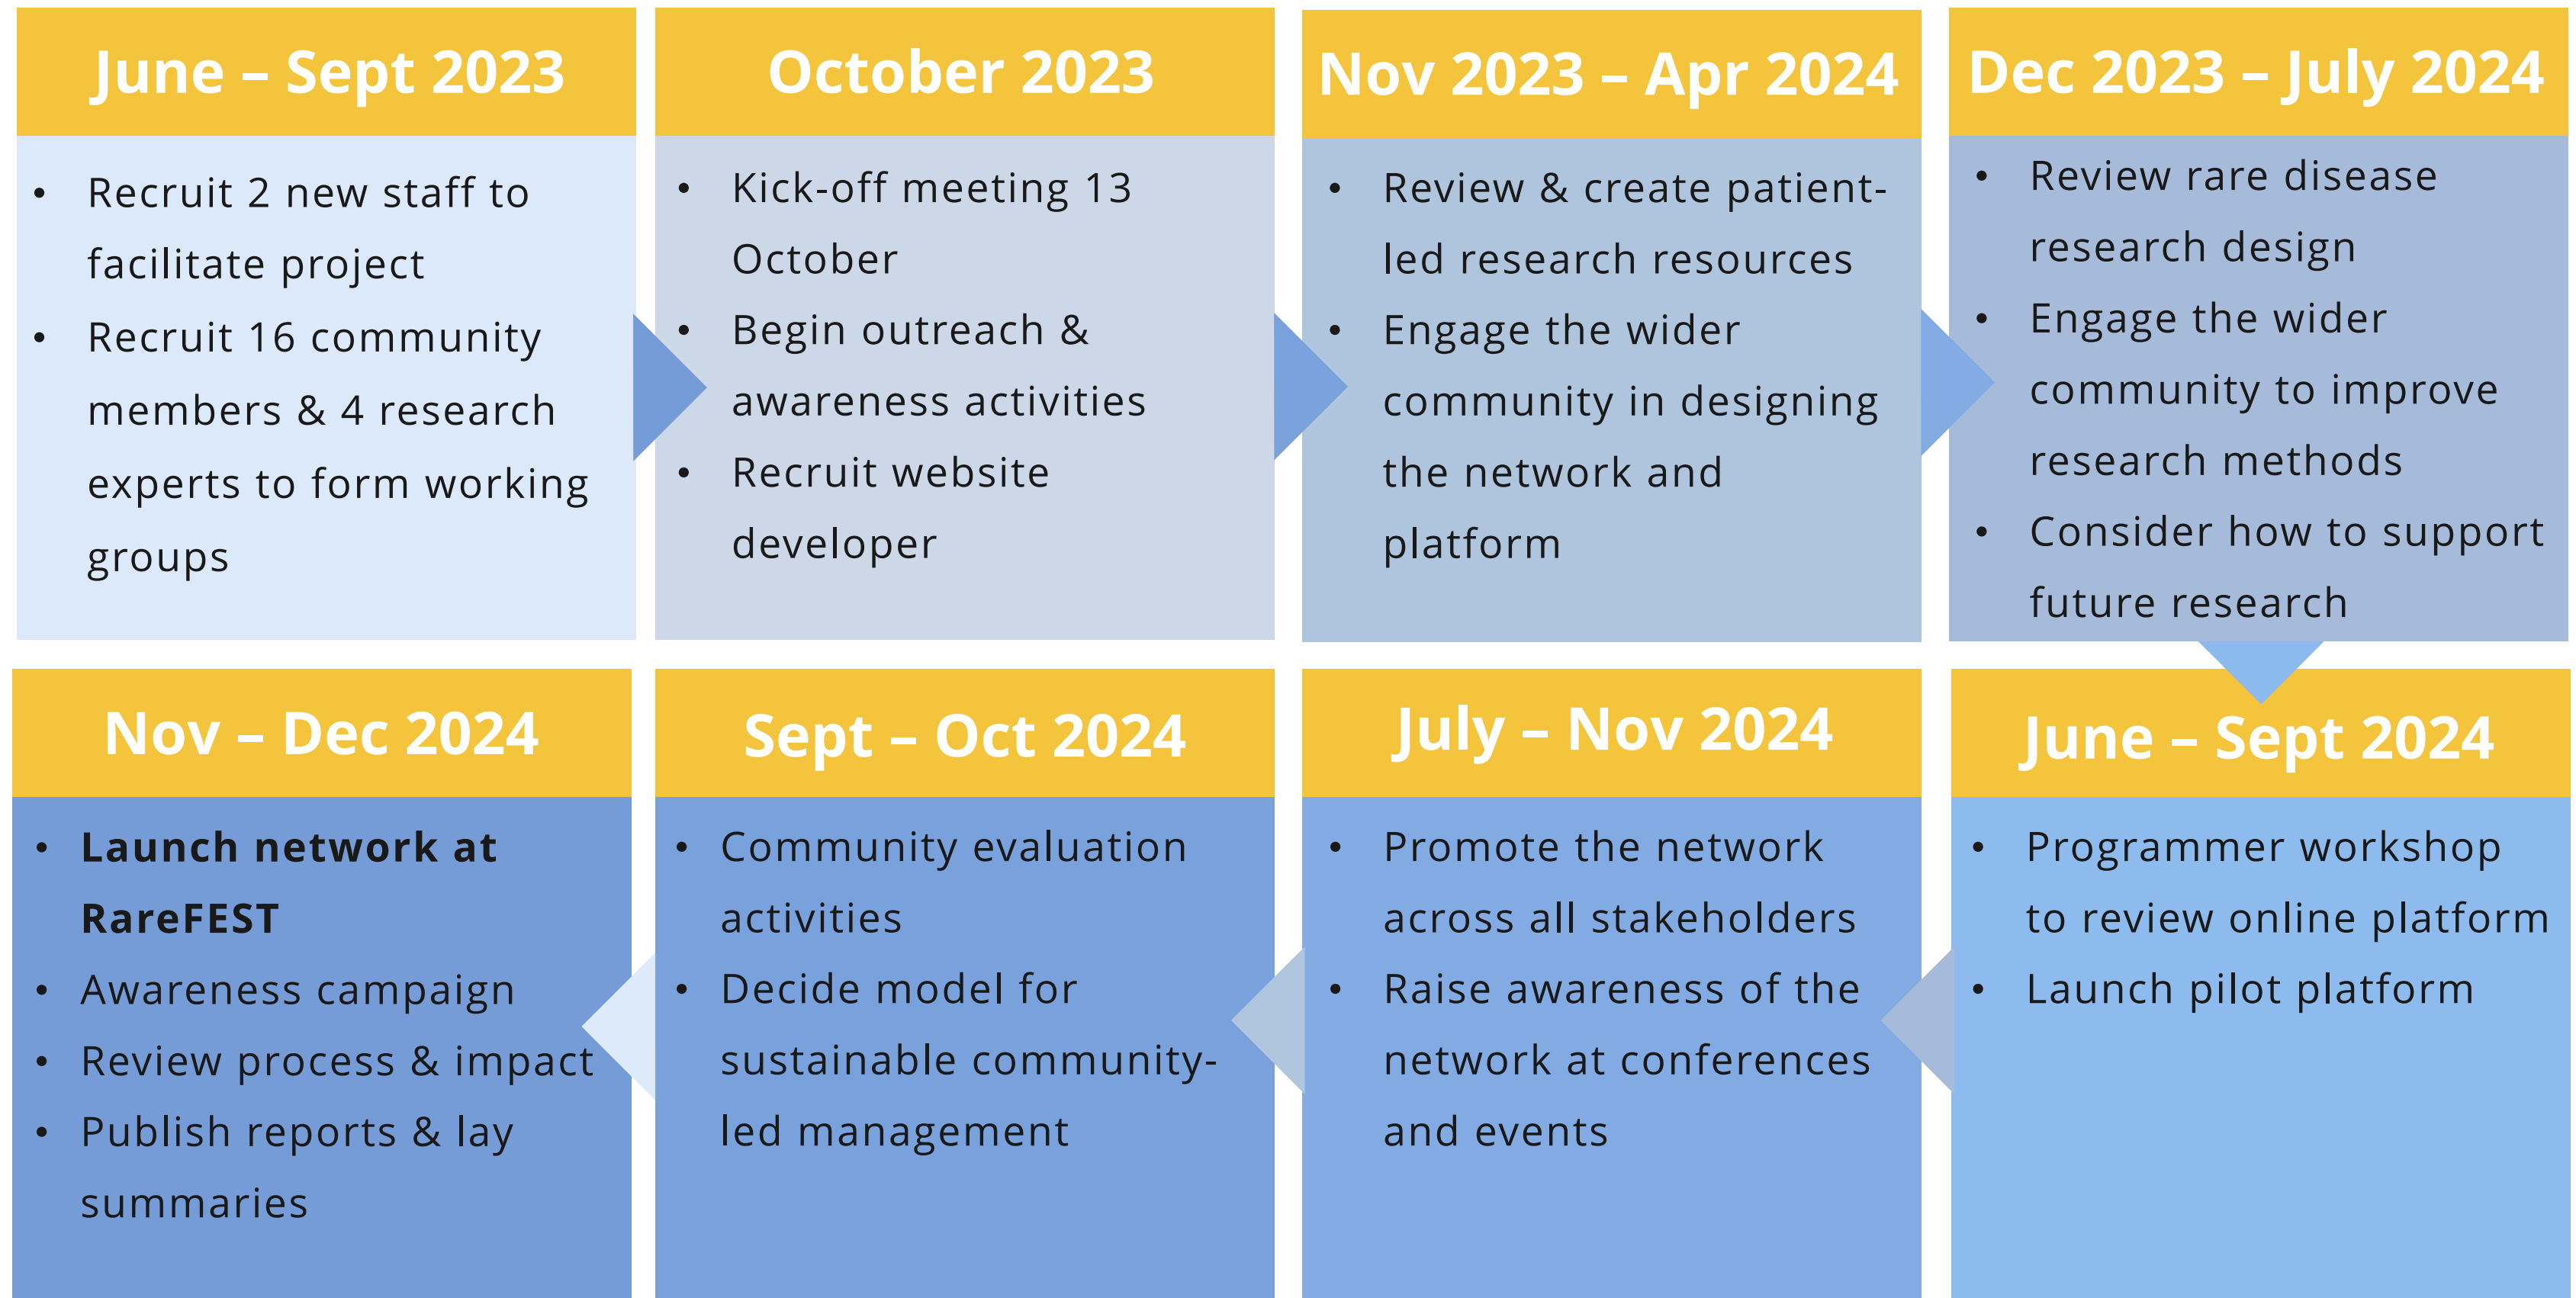 June – Sept 2023
• Recruit 2 new staff to
facilitate project
• Recruit 16 community
members & 4 research
experts to form working
groups
October 2023
• Kick-off meeting 13
October
• Begin outreach &
awareness activities
• Recruit website
developer
Nov 2023 – Apr 2024
• Review & create patient-
led research resources
• Engage the wider
community in designing
the network and
platform
Dec 2023 – July 2024
• Review rare disease
research design
• Engage the wider
community to improve
research methods
• Consider how to support
future research
June – Sept 2024
• Programmer workshop
to review online platform
• Launch pilot platform
July – Nov 2024
• Promote the network
across all stakeholders
• Raise awareness of the
network at conferences
and events
Sept – Oct 2024
• Community evaluation
activities
• Decide model for
sustainable community-
led management
Nov – Dec 2024
• Launch network at
RareFEST
• Awareness campaign
• Review process & impact
• Publish reports & lay
summaries